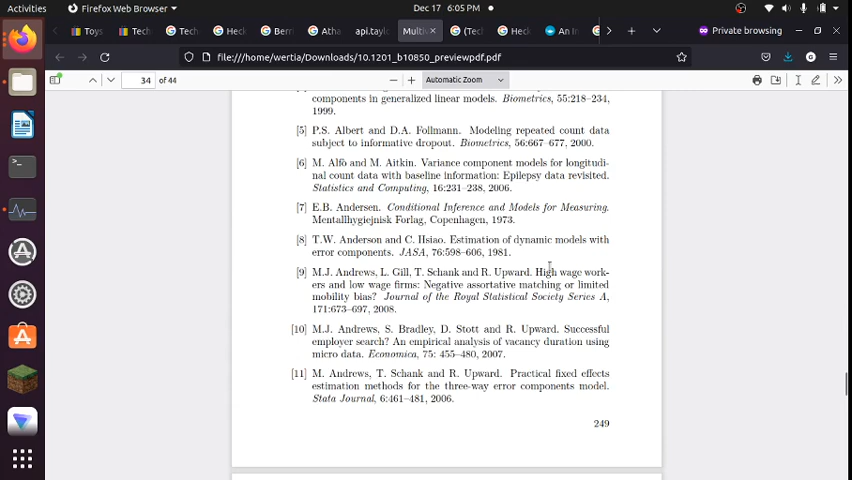 Activities
Firefox Web Browser
Dec 17 6:05 PM
Toys
Tech
Tech
Heck
Bern
Atha
api.taylo
Multi
(Tec
Heck
An In
Private browsing
file:///home/wertia/Downloads/10.1201_b10850_previewpdf.pdf
34 of 44
Automatic Zoom
components in generalized linear models. Biometrics, 55:218–234,
1999.
[5] P.S. Albert and D.A. Follmann. Modeling repeated count data
subject to informative dropout. Biometrics, 56:667–677, 2000.
[6] M. Alfò and M. Aitkin. Variance component models for longitudi-
nal count data with baseline information: Epilepsy data revisited.
Statistics and Computing, 16:231–238, 2006.
[7] E.B. Andersen. Conditional Inference and Models for Measuring.
Mentallhygiejnisk Forlag, Copenhagen, 1973.
[8] T.W. Anderson and C. Hsiao. Estimation of dynamic models with
error components. JASA, 76:598–606, 1981.
[9] M.J. Andrews, L. Gill, T. Schank and R. Upward. High wage work-
ers and low wage firms: Negative assortative matching or limited
mobility bias? Journal of the Royal Statistical Society Series A,
171:673–697, 2008.
[10] M.J. Andrews, S. Bradley, D. Stott and R. Upward. Successful
employer search? An empirical analysis of vacancy duration using
micro data. Economica, 75: 455–480, 2007.
[11] M. Andrews, T. Schank and R. Upward. Practical fixed effects
estimation methods for the three-way error components model.
Stata Journal, 6:461–481, 2006.
249